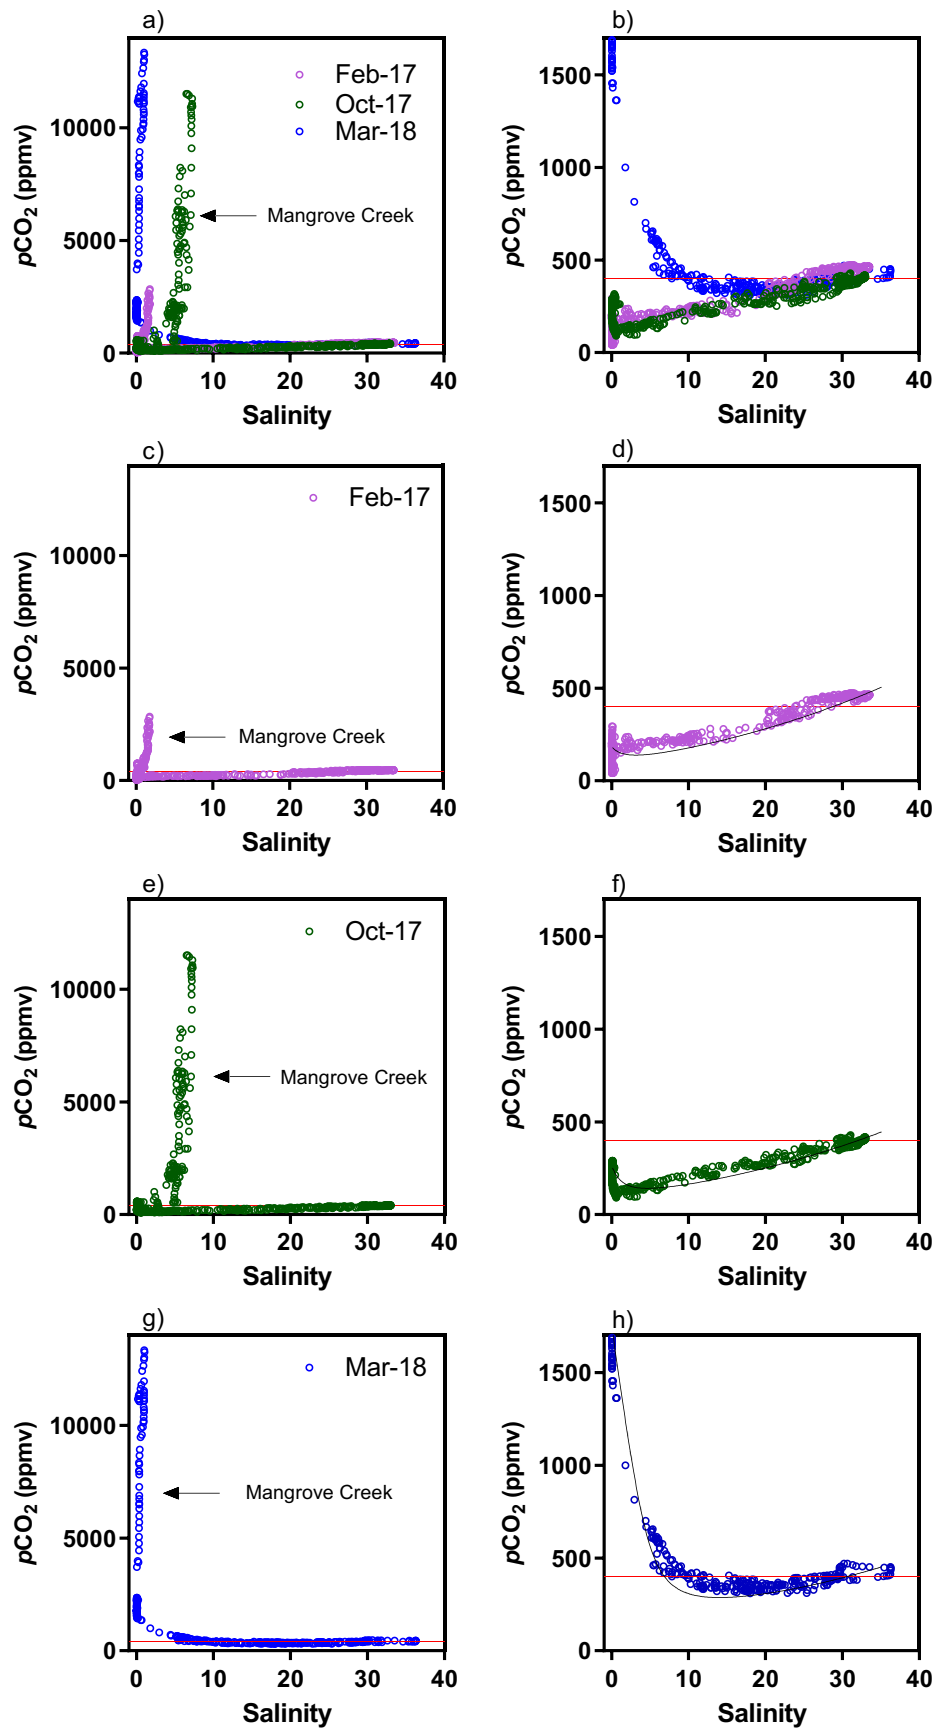 a)
pCO2 (ppmv)
10000
5000
0
Feb-17
Oct-17
Mar-18
Mangrove Creek
0 10 20 30 40
Salinity
b)
pCO2 (ppmv)
1500
1000
500
0
0 10 20 30 40
Salinity
c)
pCO2 (ppmv)
10000
5000
0
Feb-17
Mangrove Creek
0 10 20 30 40
Salinity
d)
pCO2 (ppmv)
1500
1000
500
0
0 10 20 30 40
Salinity
e)
pCO2 (ppmv)
10000
5000
0
Oct-17
Mangrove Creek
0 10 20 30 40
Salinity
f)
pCO2 (ppmv)
1500
1000
500
0
0 10 20 30 40
Salinity
g)
pCO2 (ppmv)
10000
5000
0
Mar-18
Mangrove Creek
0 10 20 30 40
Salinity
h)
pCO2 (ppmv)
1500
1000
500
0
0 10 20 30 40
Salinity